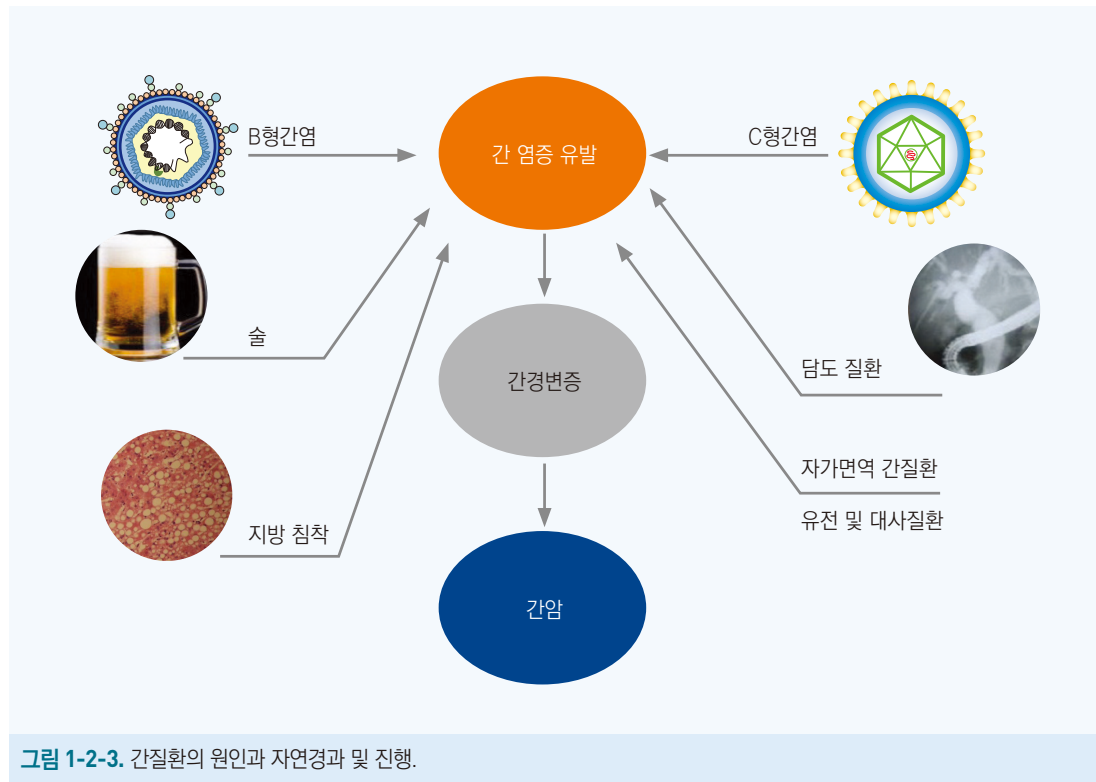 B형간염
간 염증 유발
C형간염
술
담도 질환
간경변증
자가면역 간질환
유전 및 대사질환
지방 침착
간암
그림 1-2-3. 간질환의 원인과 자연경과 및 진행.